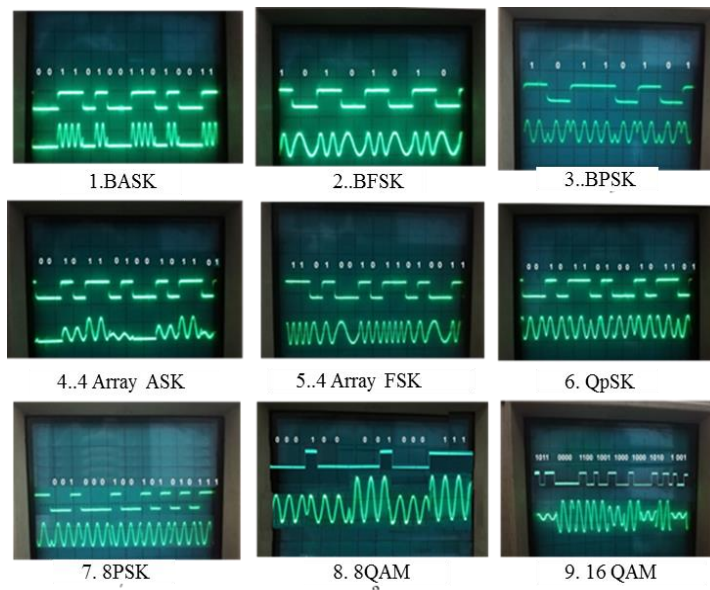 0 0 1 1 0 1 0 0 1 1 0 1 0 0 1 1
1 0 1 0 1 0 1 0
1 0 1 1 0 1 0 1
1.BASK
2..BFSK
3..BPSK
0 0 1 0 1 1 0 1 0 0 1 0 1 1 0 1
1 1 0 1 0 0 1 0 1 1 0 1 0 0 1 1
0 0 1 0 1 1 0 1 0 0 1 0 1 1 0 1
4..4 Array ASK
5..4 Array FSK
6. QpSK
0 0 1 0 0 0 1 0 0 1 0 1 0 1 0 1 1 1
0 0 0 1 0 0 0 0 1 0 0 0 1 1 1
1011 0000 1100 1001 1000 1000 1010 1 001
7. 8PSK
8. 8QAM
9. 16 QAM